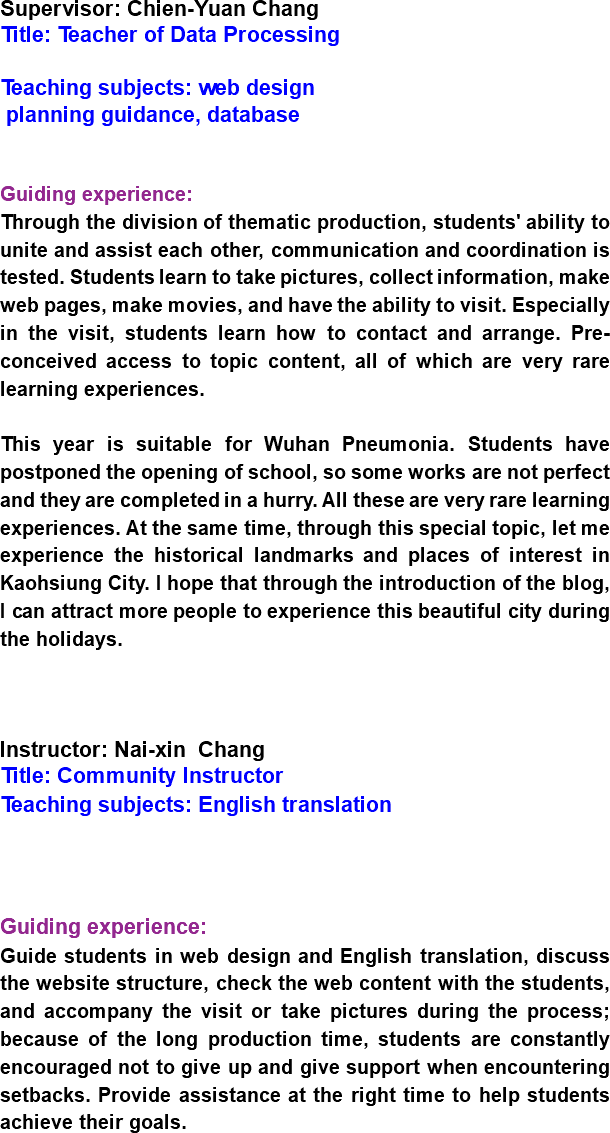 Supervisor: Chien-Yuan Chang
Title: Teacher of Data Processing
Teaching subjects: web design
planning guidance, database
Guiding experience:
Through the division of thematic production, students' ability to
unite and assist each other, communication and coordination is
tested. Students learn to take pictures, collect information, make
web pages, make movies, and have the ability to visit. Especially
in the visit, students learn how to contact and arrange. Pre-
conceived access to topic content, all of which are very rare
learning experiences.
This year is suitable for Wuhan Pneumonia. Students have
postponed the opening of school, so some works are not perfect
and they are completed in a hurry. All these are very rare learning
experiences. At the same time, through this special topic, let me
experience the historical landmarks and places of interest in
Kaohsiung City. I hope that through the introduction of the blog,
I can attract more people to experience this beautiful city during
the holidays.
Instructor: Nai-xin  Chang
Title: Community Instructor
Teaching subjects: English translation
Guiding experience:
Guide students in web design and English translation, discuss
the website structure, check the web content with the students,
and accompany the visit or take pictures during the process;
because of the long production time, students are constantly
encouraged not to give up and give support when encountering
setbacks. Provide assistance at the right time to help students
achieve their goals.